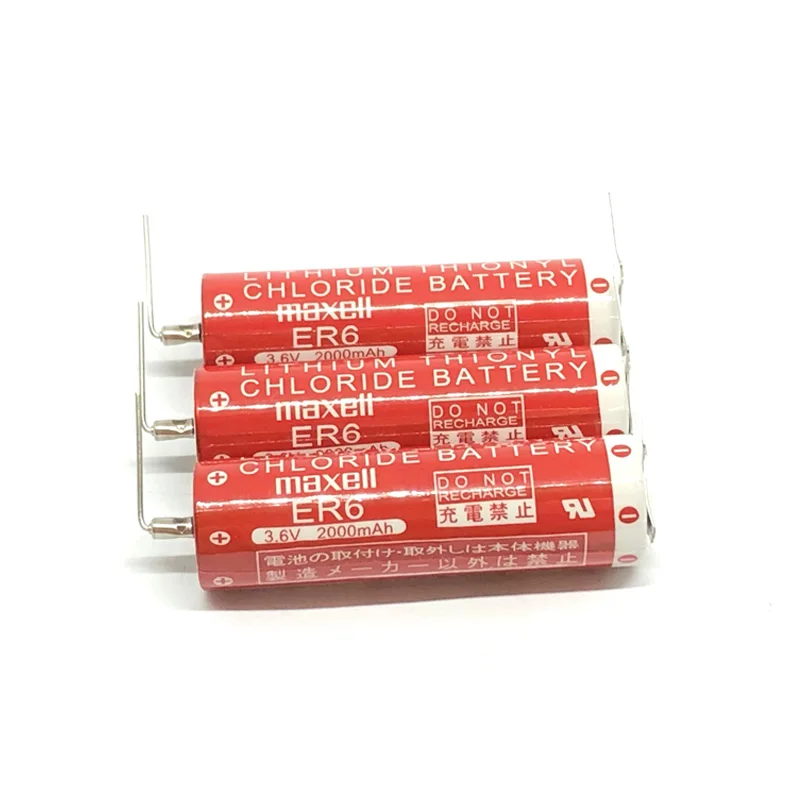 LITHIUM THIONYL
CHLORIDE BATTERY
maxell
ER6
3.6V 2000mAh
DO NOT
RECHARGE
充電禁止
LITHIUM THIONYL
CHLORIDE BATTERY
maxell
ER6
DO NOT
RECHARGE
充電禁止
CHLORIDE BATTERY
maxell
ER6
3.6V 2000mAh
DO NOT
RECHARGE
充電禁止
電池の取付け・取外しは本体機器
製造メーカー以外は禁止